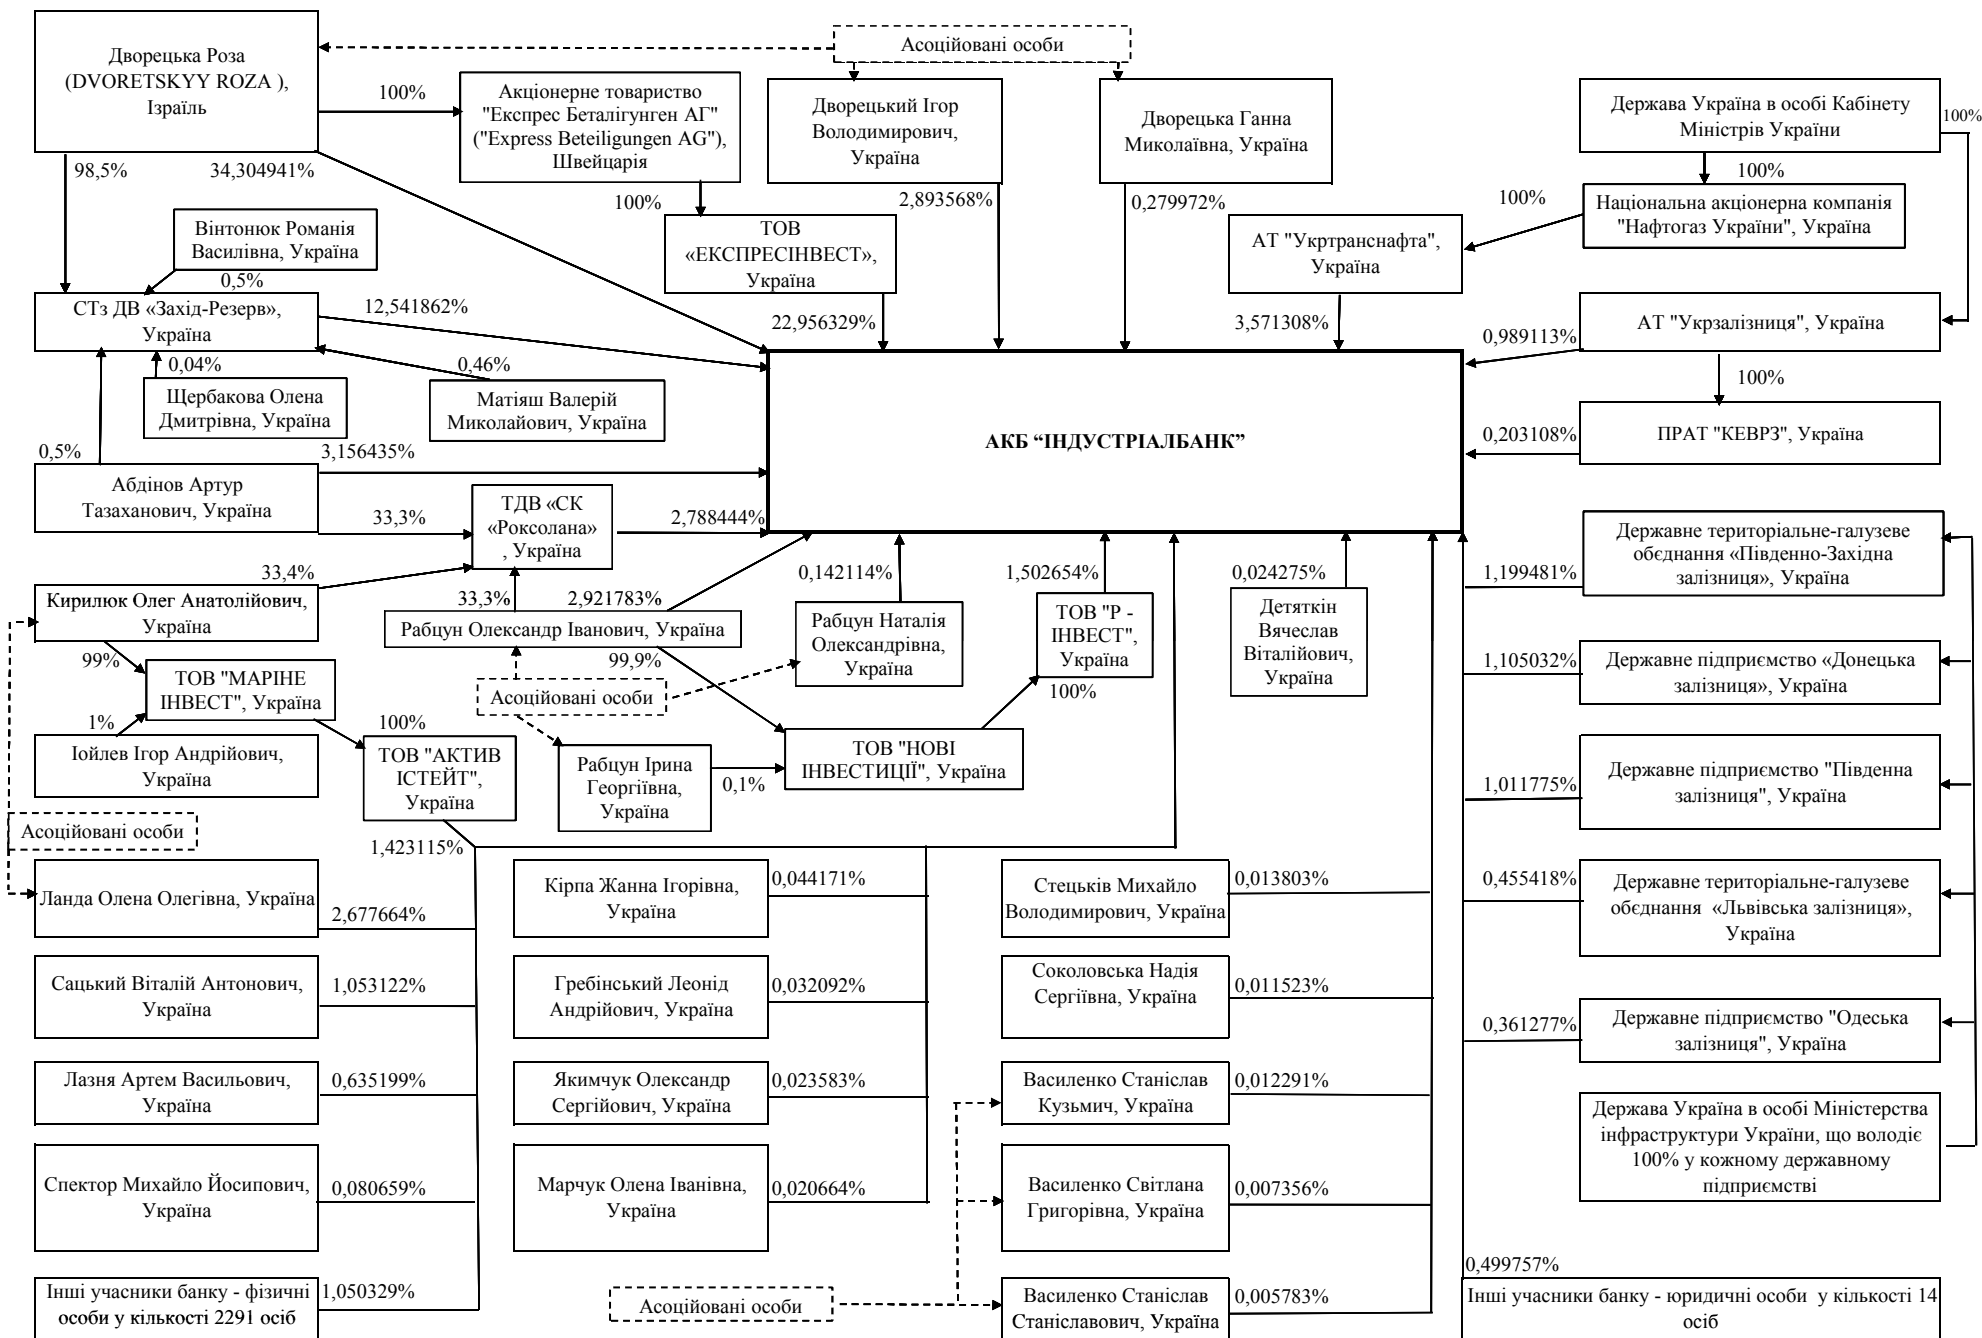 Дворецька Роза
(DVORETSKYY ROZA ),
Ізраїль
Асоційовані особи
100%
Акціонерне товариство
"Експрес Беталігунген АГ"
("Express Beteiligungen AG"),
Швейцарія
Дворецький Ігор
Володимирович,
Україна
Дворецька Ганна
Миколаївна, Україна
Держава Україна в особі Кабінету
Міністрів України
100%
98,5%
34,304941%
100%
2,893568%
0,279972%
100%
100%
Національна акціонерна компанія
"Нафтогаз України", Україна
Вінтонюк Романія
Василівна, Україна
0,5%
ТОВ
«ЕКСПРЕСІНВЕСТ»,
Україна
АТ "Укртранснафта",
Україна
СТз ДВ «Захід-Резерв»,
Україна
12,541862%
22,956329%
3,571308%
0,989113%
АТ "Укрзалізниця", Україна
0,04%
0,46%
100%
Щербакова Олена
Дмитрівна, Україна
Матіяш Валерій
Миколайович, Україна
АКБ “ІНДУСТРІАЛБАНК”
0,203108%
ПРАТ "КЕВРЗ", Україна
0,5%
3,156435%
Абдінов Артур
Тазаханович, Україна
33,3%
ТДВ «СК
«Роксолана»
, Україна
2,788444%
Державне територіальне-галузеве
обєднання «Південно-Західна
залізниця», Україна
1,199481%
33,4%
Кирилюк Олег Анатолійович,
Україна
33,3%
2,921783%
Рабцун Олександр Іванович, Україна
0,142114%
Рабцун Наталія
Олександрівна,
Україна
1,502654%
ТОВ "Р -
ІНВЕСТ",
Україна
0,024275%
Детяткін
Вячеслав
Віталійович,
Україна
99%
99,9%
100%
1,105032%
Державне підприємство «Донецька
залізниця», Україна
ТОВ "МАРІНЕ
ІНВЕСТ", Україна
Асоційовані особи
1%
100%
Іойлев Ігор Андрійович,
Україна
ТОВ "АКТИВ
ІСТЕЙТ",
Україна
Рабцун Ірина
Георгіївна,
Україна
0,1%
ТОВ "НОВІ
ІНВЕСТИЦІЇ", Україна
1,011775%
Державне підприємство "Південна
залізниця", Україна
Асоційовані особи
1,423115%
Ланда Олена Олегівна, Україна
2,677664%
Кірпа Жанна Ігорівна,
Україна
0,044171%
Стецьків Михайло
Володимирович, Україна
0,013803%
0,455418%
Державне територіальне-галузеве
обєднання «Львівська залізниця»,
Україна
Сацький Віталій Антонович,
Україна
1,053122%
Гребінський Леонід
Андрійович, Україна
0,032092%
Соколовська Надія
Сергіївна, Україна
0,011523%
0,361277%
Державне підприємство "Одеська
залізниця", Україна
Лазня Артем Васильович,
Україна
0,635199%
Якимчук Олександр
Сергійович, Україна
0,023583%
Василенко Станіслав
Кузьмич, Україна
0,012291%
Держава Україна в особі Міністерства
інфраструктури України, що володіє
100% у кожному державному
підприємстві
Спектор Михайло Йосипович,
Україна
0,080659%
Марчук Олена Іванівна,
Україна
0,020664%
Василенко Світлана
Григорівна, Україна
0,007356%
Інші учасники банку - фізичні
особи у кількості 2291 осіб
1,050329%
Асоційовані особи
Василенко Станіслав
Станіславович, Україна
0,005783%
0,499757%
Інші учасники банку - юридичні особи у кількості 14
осіб